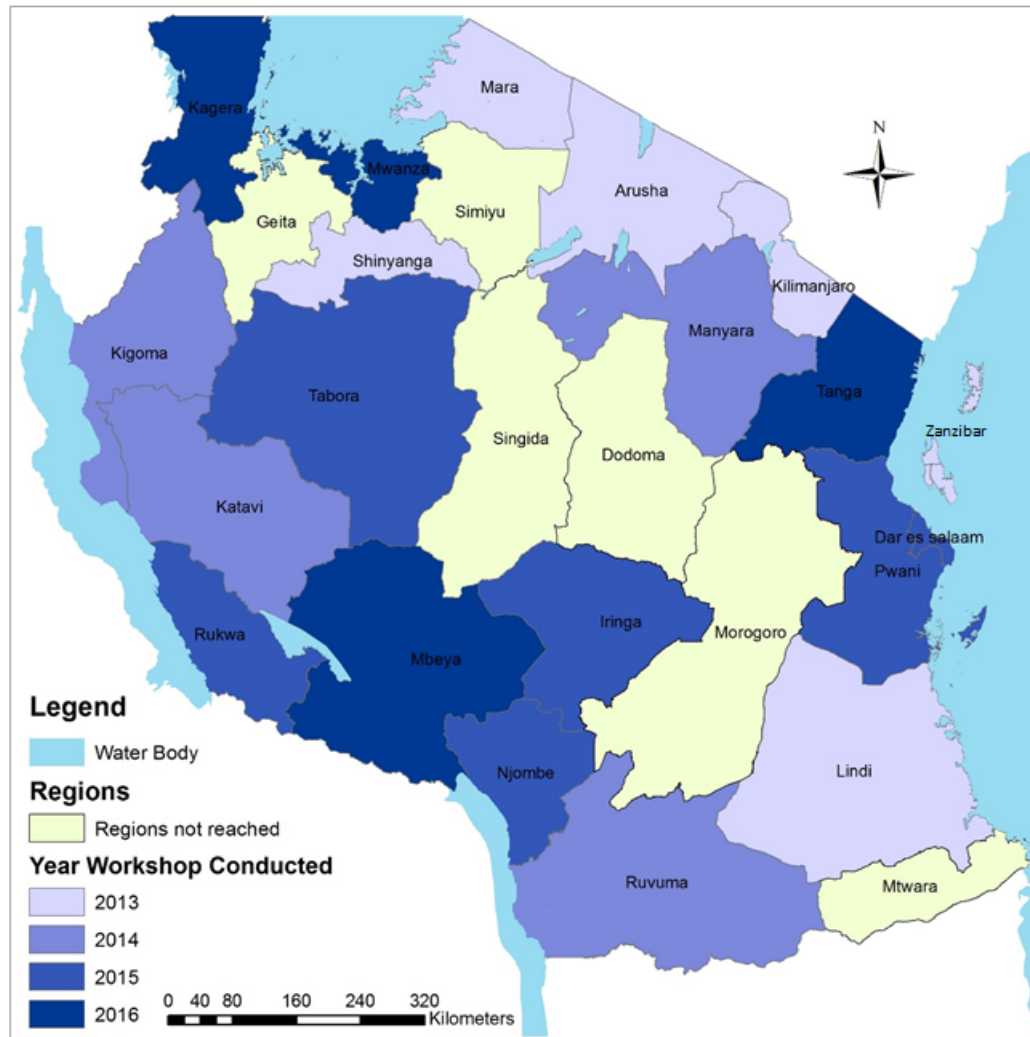 Mara
N
Kagera
Mwanza
Arusha
Geita
Simiyu
Shinyanga
Kilimanjaro
Manyara
Kigoma
Tabora
Tanga
Singida
Dodoma
Zanzibar
Katavi
Dar es salaam
Pwani
Iringa
Rukwa
Morogoro
Mbeya
Lindi
Njombe
Ruvuma
Mtwara
Legend
Water Body
Regions
Regions not reached
Year Workshop Conducted
2013
2014
2015
2016
0 40 80 160 240 320
Kilometers